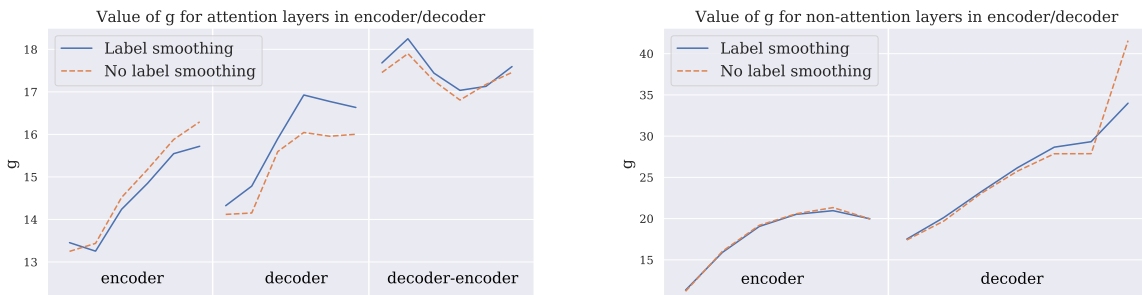 Value of g for attention layers in encoder/decoder
18
17
16
15
14
13
g
Label smoothing
No label smoothing
encoder
decoder
decoder-encoder
Value of g for non-attention layers in encoder/decoder
40
35
30
25
20
15
g
Label smoothing
No label smoothing
encoder
decoder